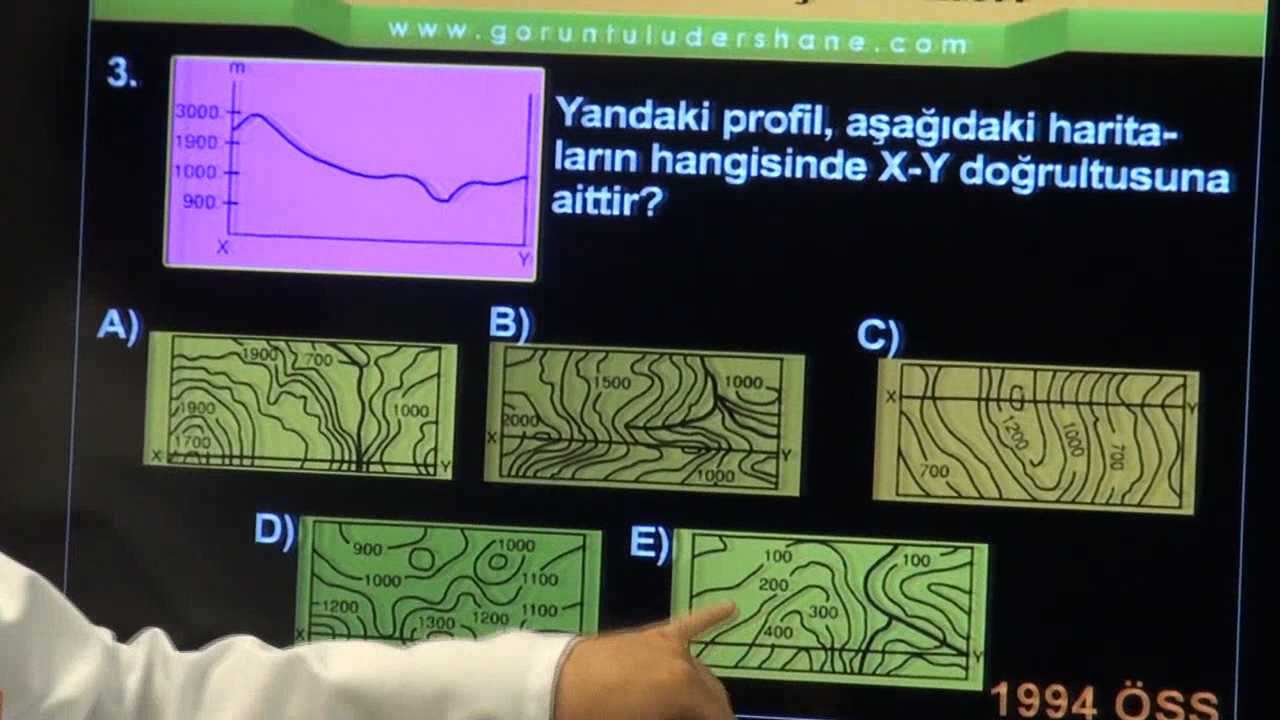 www.goruntuludershane.com
3.
m
3000
1900
1000
900
X
Y
Yandaki profil, aşağıdaki harita-
ların hangisinde X-Y doğrultusuna
aittir?
A)
1900
700
1900
1000
1700
X
Y
B)
1500
1000
2000
X
Y
1000
C)
X
Y
1200
1000
700
700
D)
900
1000
1000
1100
1200
1100
1300
1200
X
E)
100
100
200
300
400
Y
1994 ÖSS